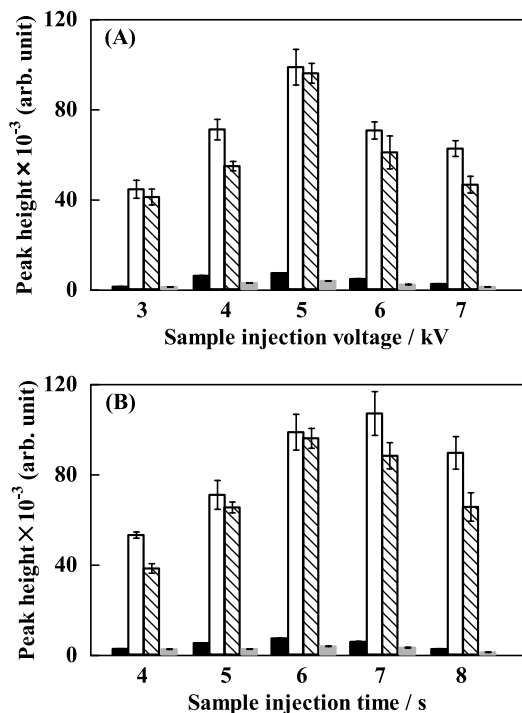 (A)
Peak height × 10⁻³ (arb. unit)
120
80
40
0
3 4 5 6 7
Sample injection voltage / kV
(B)
Peak height × 10⁻³ (arb. unit)
120
80
40
0
4 5 6 7 8
Sample injection time / s